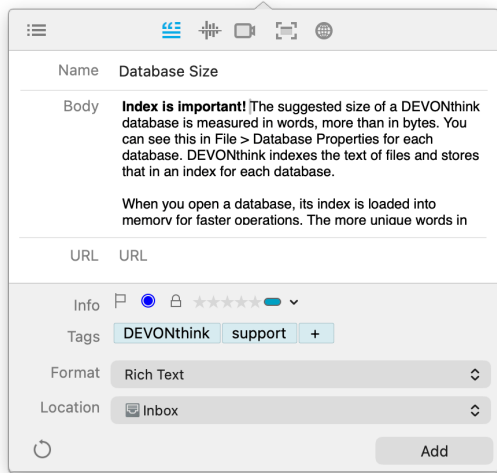 Name Database Size
Body Index is important! The suggested size of a DEVONthink
database is measured in words, more than in bytes. You
can see this in File > Database Properties for each
database. DEVONthink indexes the text of files and stores
that in an index for each database.
When you open a database, its index is loaded into
memory for faster operations. The more unique words in
URL URL
Info
Tags DEVONthink support +
Format Rich Text
Location Inbox
Add